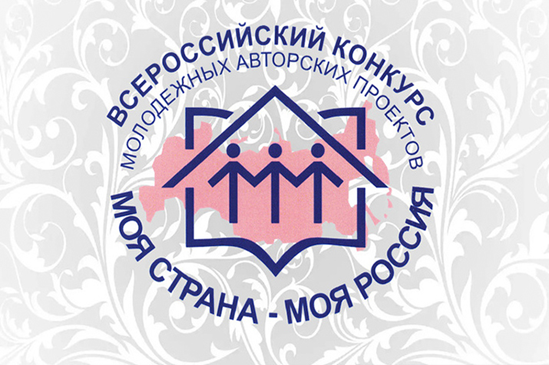 ВСЕРОССИЙСКИЙ КОНКУРС
МОЛОДЕЖНЫХ АВТОРСКИХ ПРОЕКТОВ
МОЯ СТРАНА - МОЯ РОССИЯ